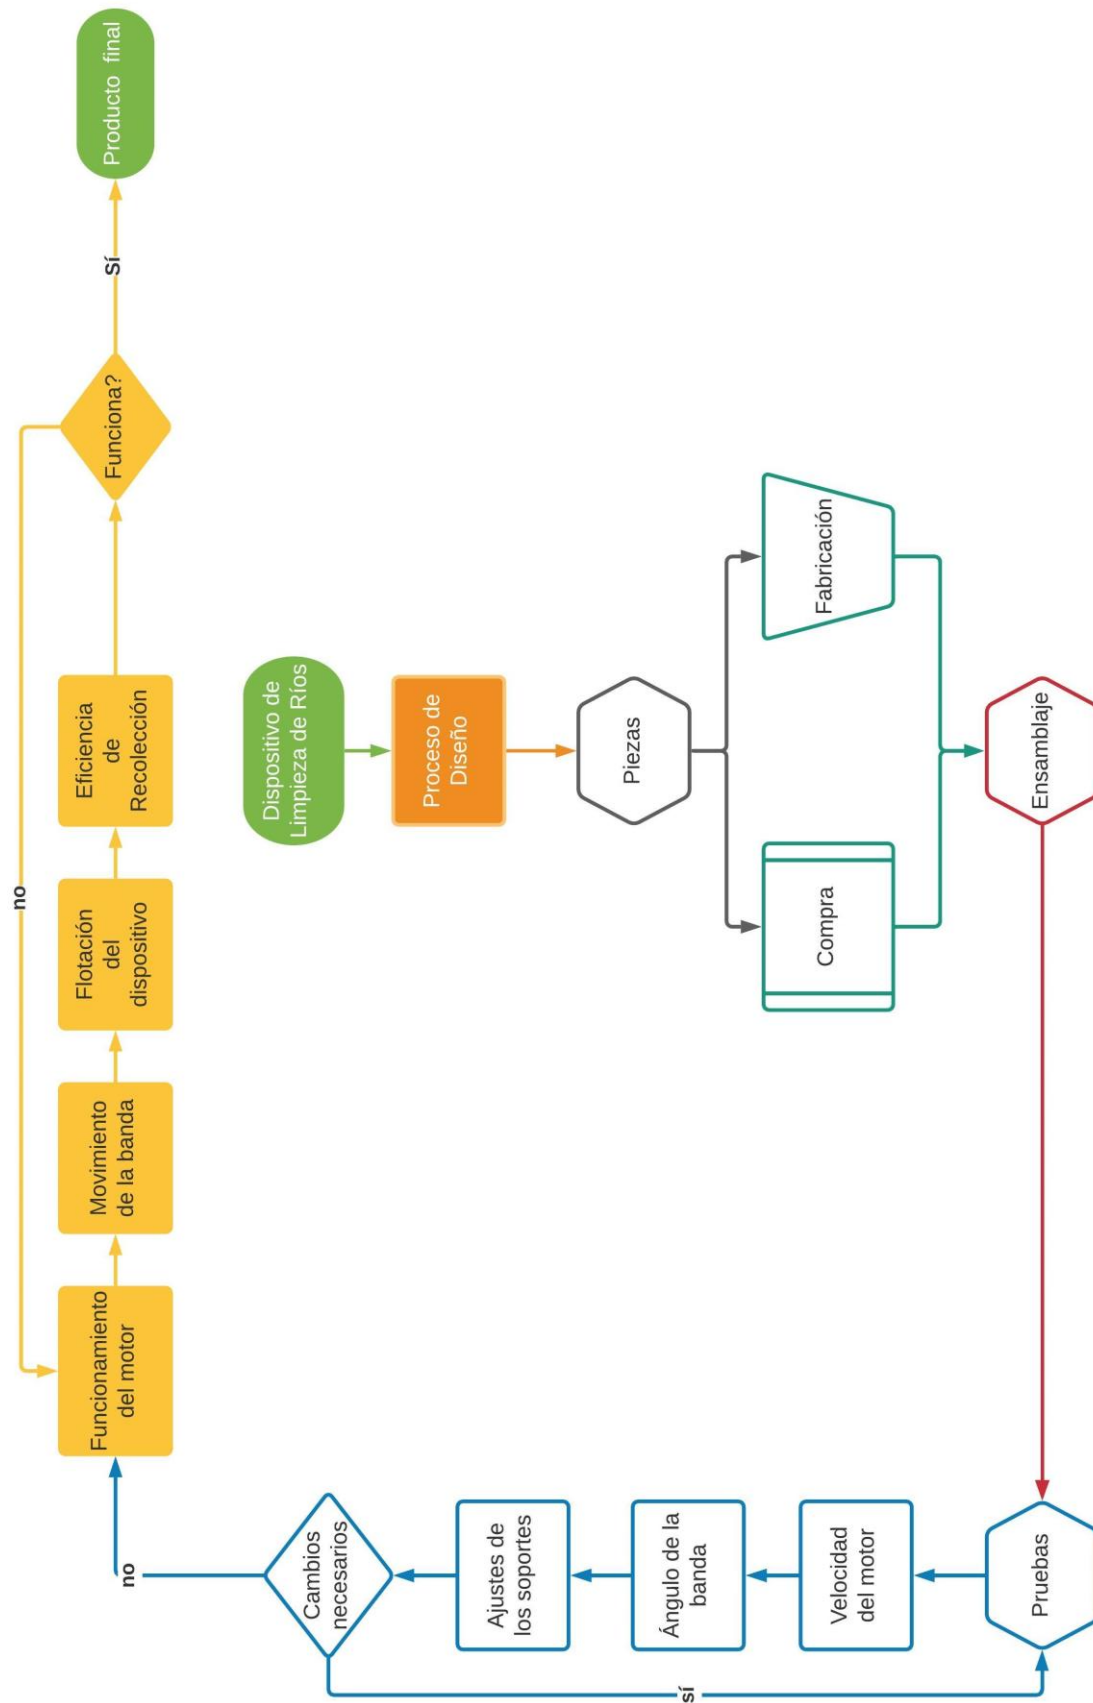 Dispositivo de
Limpieza de Ríos
Proceso de
Diseño
Piezas
Compra
Fabricación
Ensamblaje
Pruebas
Velocidad
del motor
Ángulo de la
banda
Ajustes de
los soportes
Cambios
necesarios
sí
no
Funcionamiento
del motor
Movimiento
de la banda
Flotación
del
dispositivo
Eficiencia
de
Recolección
Funciona?
no
Sí
Producto final